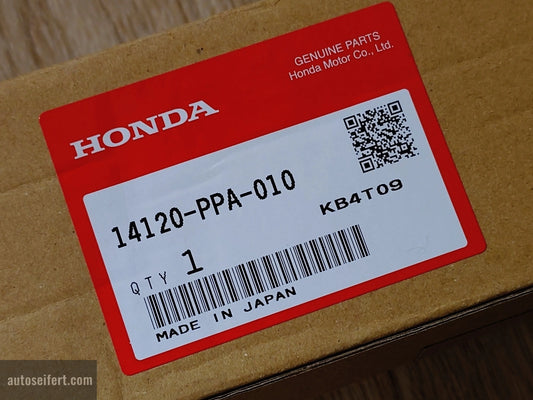 GENUINE PARTS
Honda Motor Co., Ltd.
HONDA
14120-PPA-010
KB4T09
QTY 1
MADE IN JAPAN
autoseifert.com